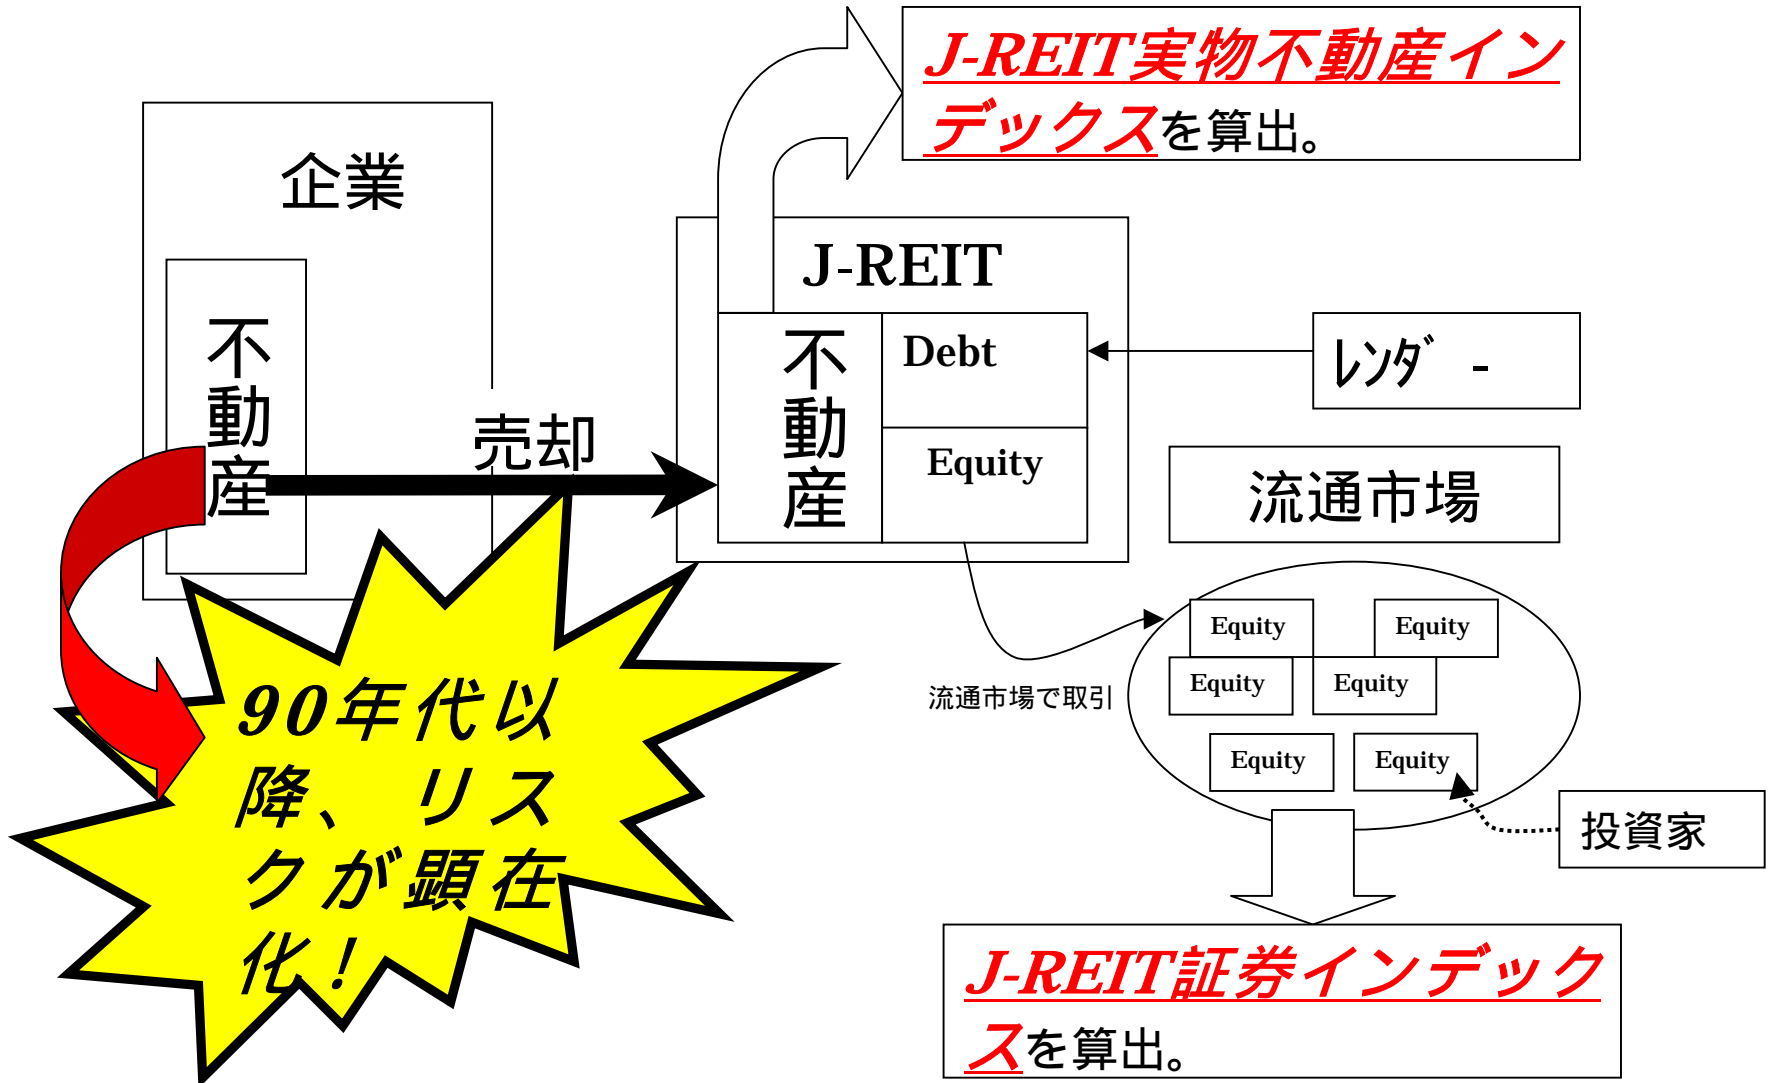 J-REIT実物不動産イン
デックスを算出。
企業
J-REIT
不動産
不動産
Debt
Equity
レンダ゛-
売却
流通市場
Equity
Equity
Equity
Equity
流通市場で取引
Equity
Equity
投資家
90年代以
降、リス
クが顕在
化!
J-REIT証券インデック
スを算出。